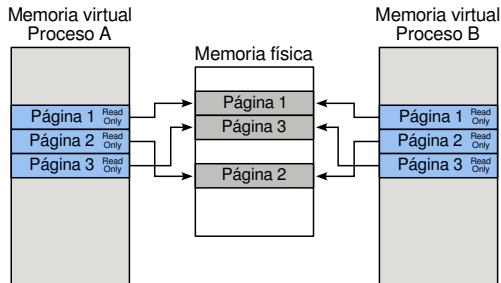 Memoria virtual
Proceso A
Página 1 Read Only
Página 2 Read Only
Página 3 Read Only
Memoria física
Página 1
Página 3
Página 2
Memoria virtual
Proceso B
Página 1 Read Only
Página 2 Read Only
Página 3 Read Only